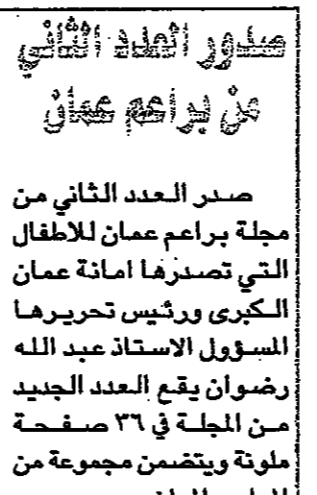 صدور العدد الثاني
من براعم عمان
صدر العدد الثاني من
مجلة براعم عمان للاطفال
التي تصدرها امانة عمان
الكبرى ورئيس تحريرها
المسؤول الاستاذ عبد الله
رضوان يقع العدد الجديد
من المجلة في ٣٦ صفحة
ملونة ويتضمن مجموعة من